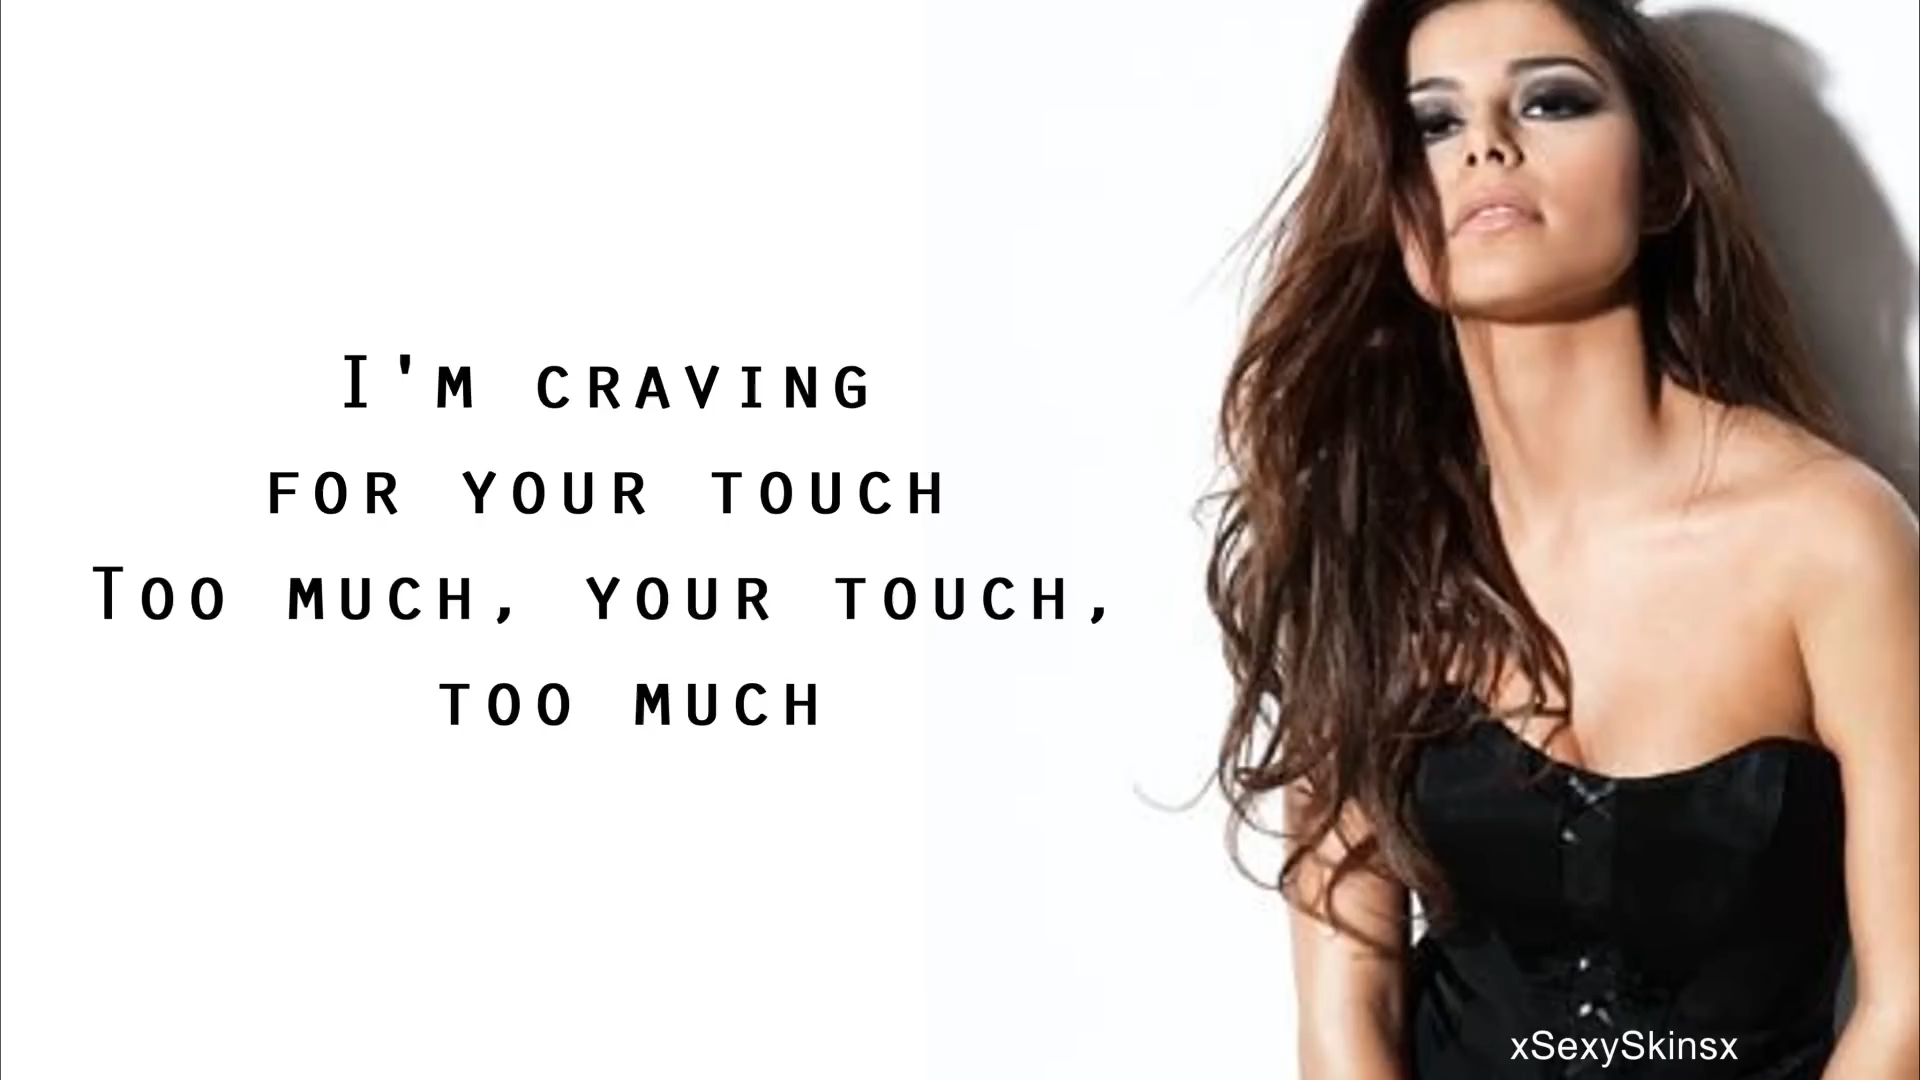 I'm craving
for your touch
Too much, your touch,
too much
xSexySkinsx